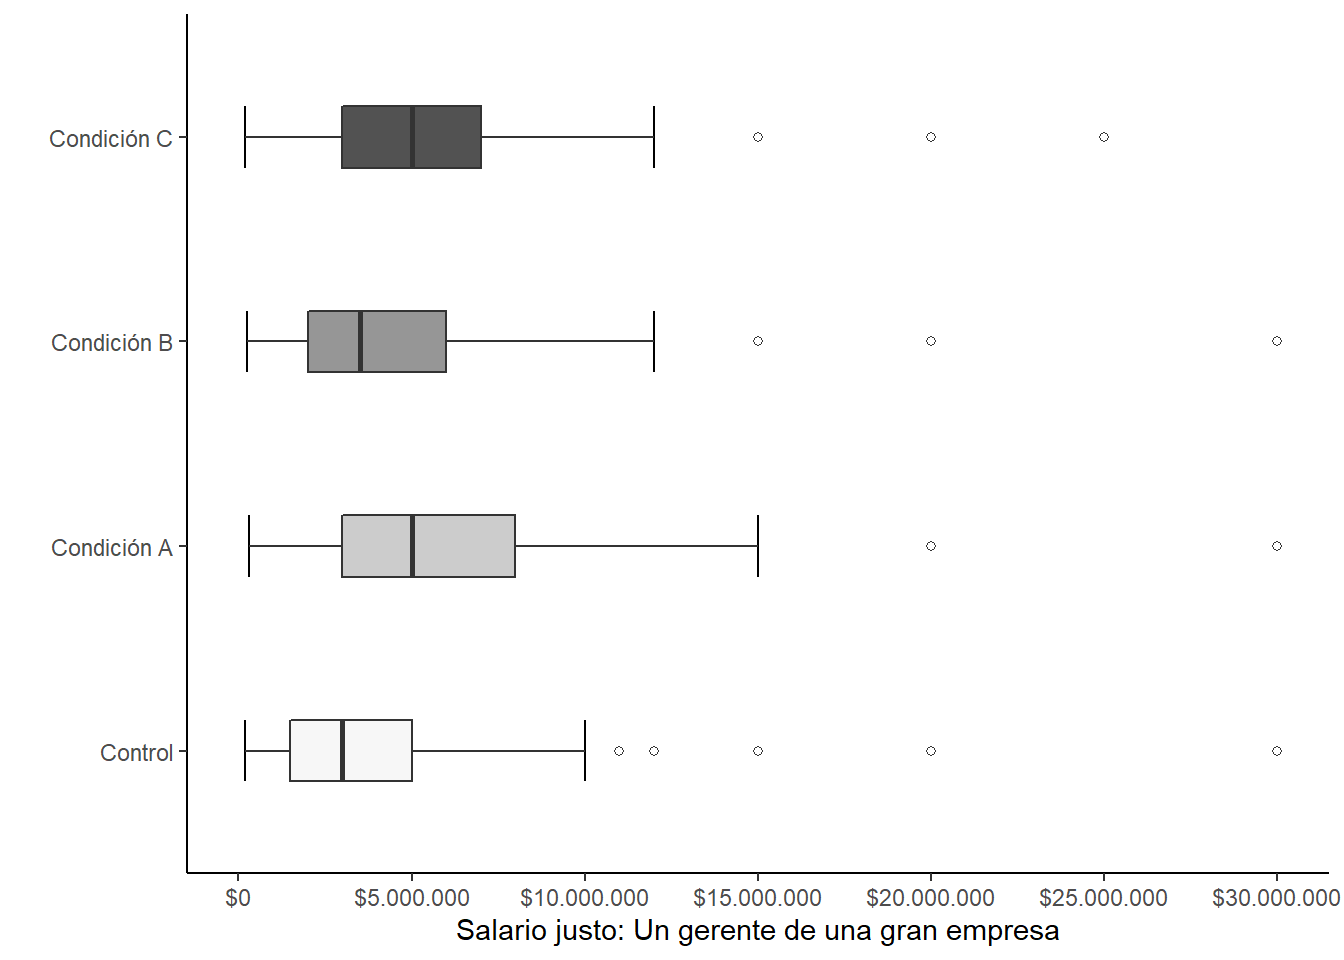 Condición C
Condición B
Condición A
Control
$0 $5.000.000 $10.000.000 $15.000.000 $20.000.000 $25.000.000 $30.000.000
Salario justo: Un gerente de una gran empresa